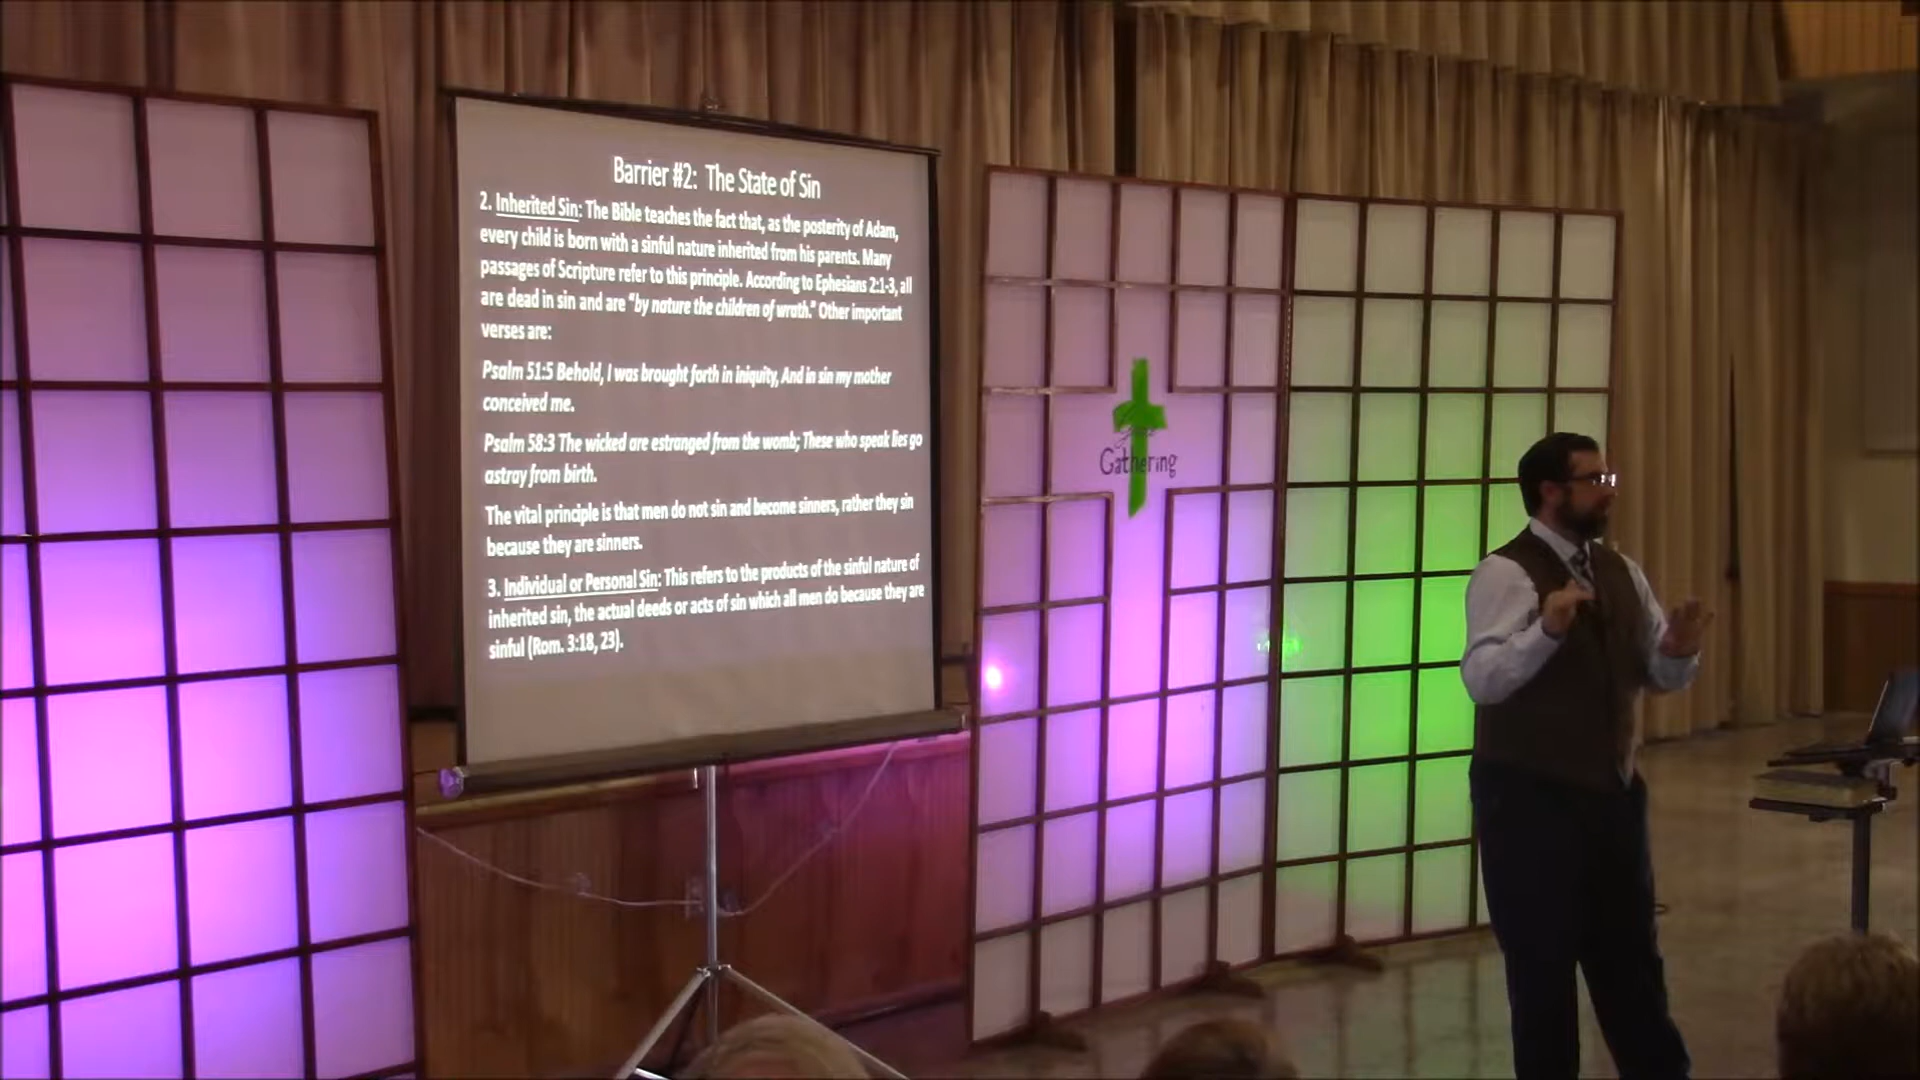 Barrier #2: The State of Sin
2. Inherited Sin: The Bible teaches the fact that, as the posterity of Adam,
every child is born with a sinful nature inherited from his parents. Many
passages of Scripture refer to this principle. According to Ephesians 2:1-3, all
are dead in sin and are "by nature the children of wrath." Other important
verses are:
Psalm 51:5 Behold, I was brought forth in iniquity, And in sin my mother
conceived me.
Psalm 58:3 The wicked are estranged from the womb; These who speak lies go
astray from birth.
The vital principle is that men do not sin and become sinners, rather they sin
because they are sinners.
3. Individual or Personal Sin: This refers to the products of the sinful nature of
inherited sin, the actual deeds or acts of sin which all men do because they are
sinful (Rom. 3:18, 23).
Gathering